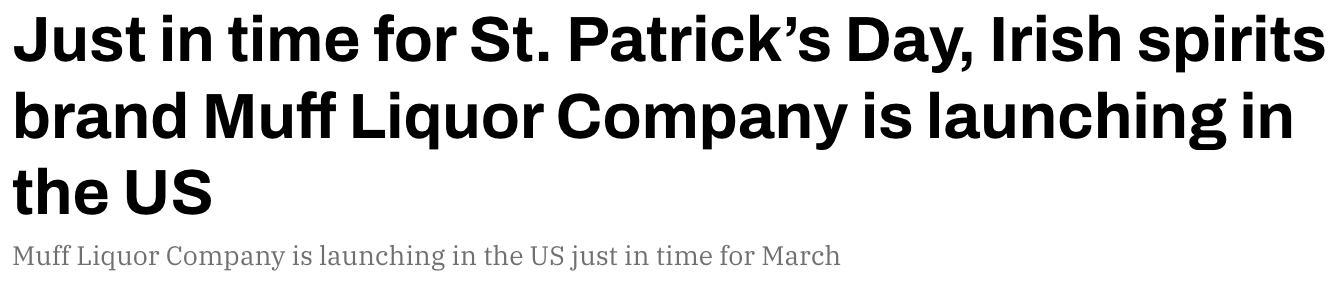 Just in time for St. Patrick’s Day, Irish spirits
brand Muff Liquor Company is launching in
the US
Muff Liquor Company is launching in the US just in time for March